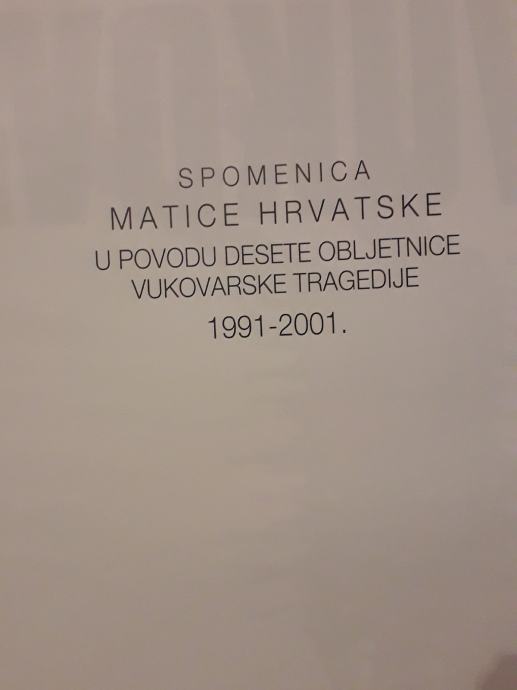 SPOMENICA
MATICE HRVATSKE
U POVODU DESETE OBLJETNICE
VUKOVARSKE TRAGEDIJE
1991-2001.